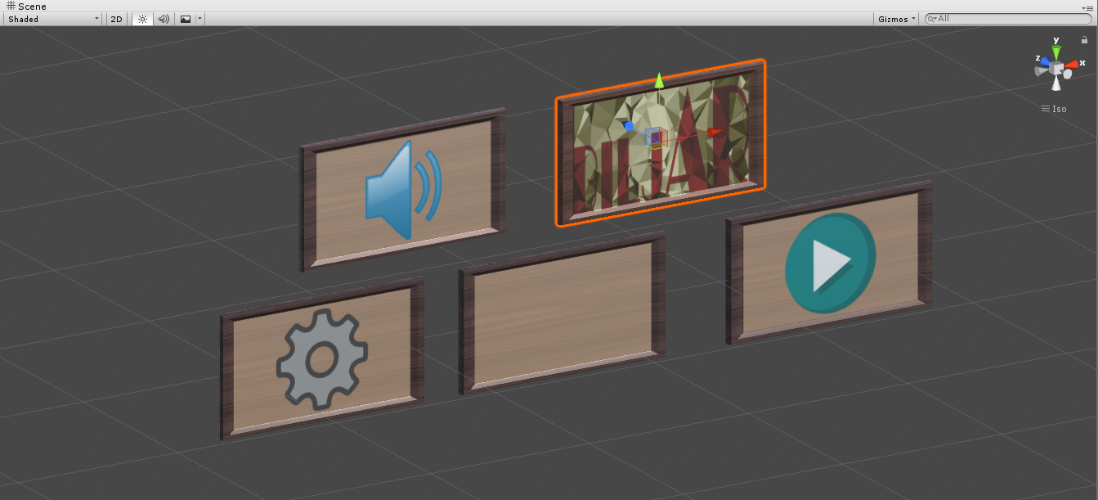 Scene
Shaded
2D
Gizmos
All
y
z
x
Iso